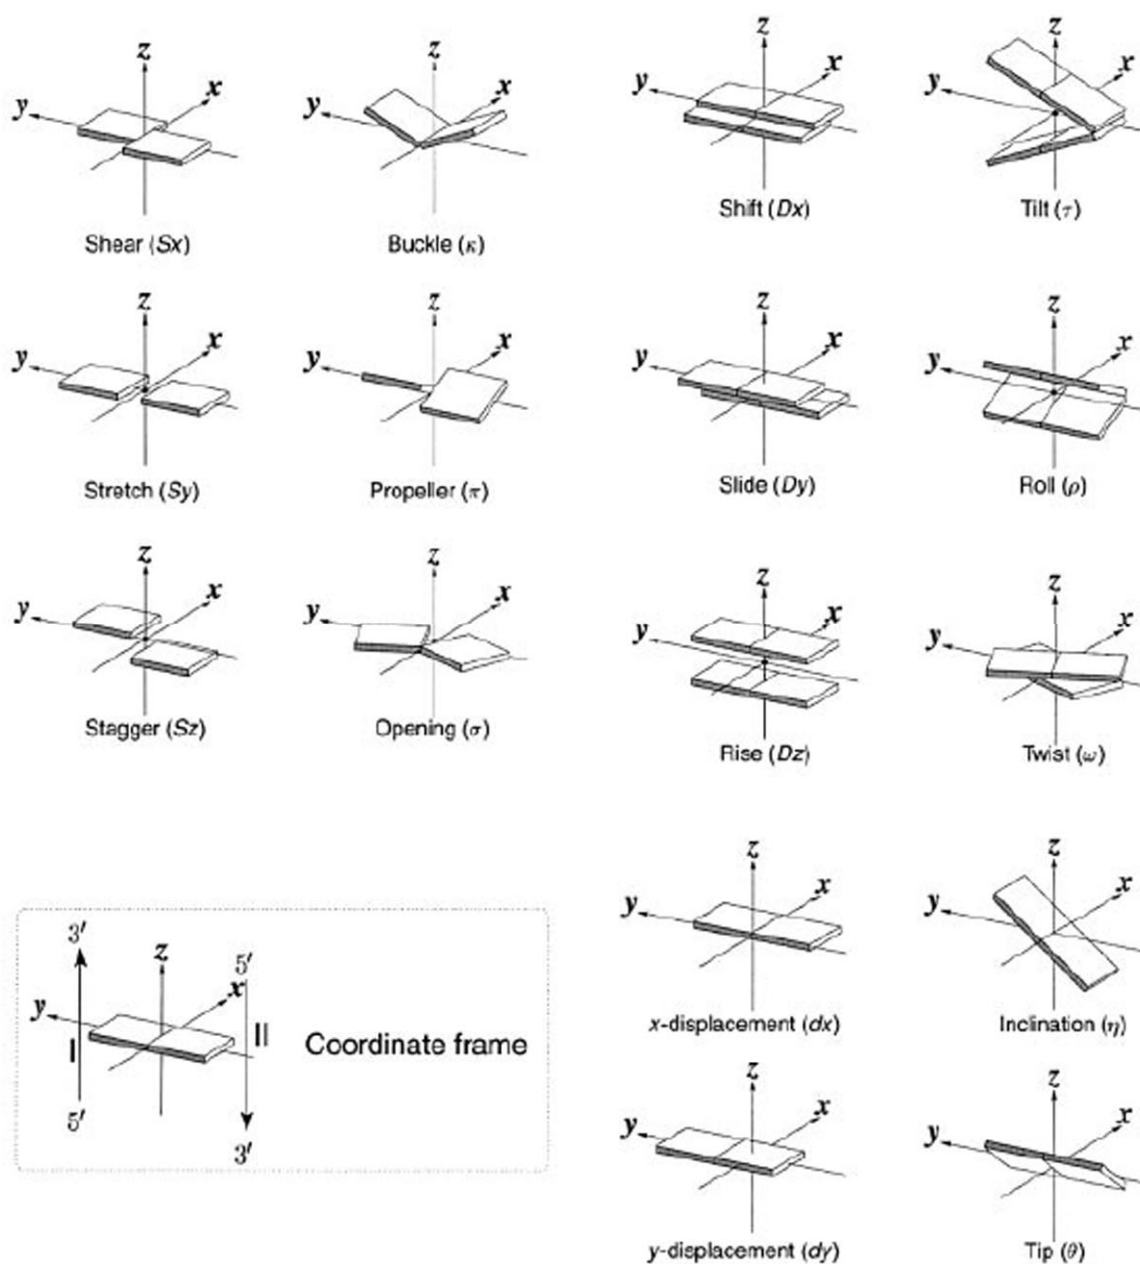 z
x
y
Shear (Sx)
z
x
y
Buckle (κ)
z
x
y
Shift (Dx)
z
x
y
Tilt (τ)
z
x
y
Stretch (Sy)
z
x
y
Propeller (π)
z
x
y
Slide (Dy)
z
x
y
Roll (ρ)
z
x
y
Stagger (Sz)
z
x
y
Opening (σ)
z
x
y
Rise (Dz)
z
x
y
Twist (ω)
3′
z
5′
x
y
I
II
5′
3′
Coordinate frame
z
x
y
x-displacement (dx)
z
x
y
Inclination (η)
z
x
y
y-displacement (dy)
z
x
y
Tip (θ)